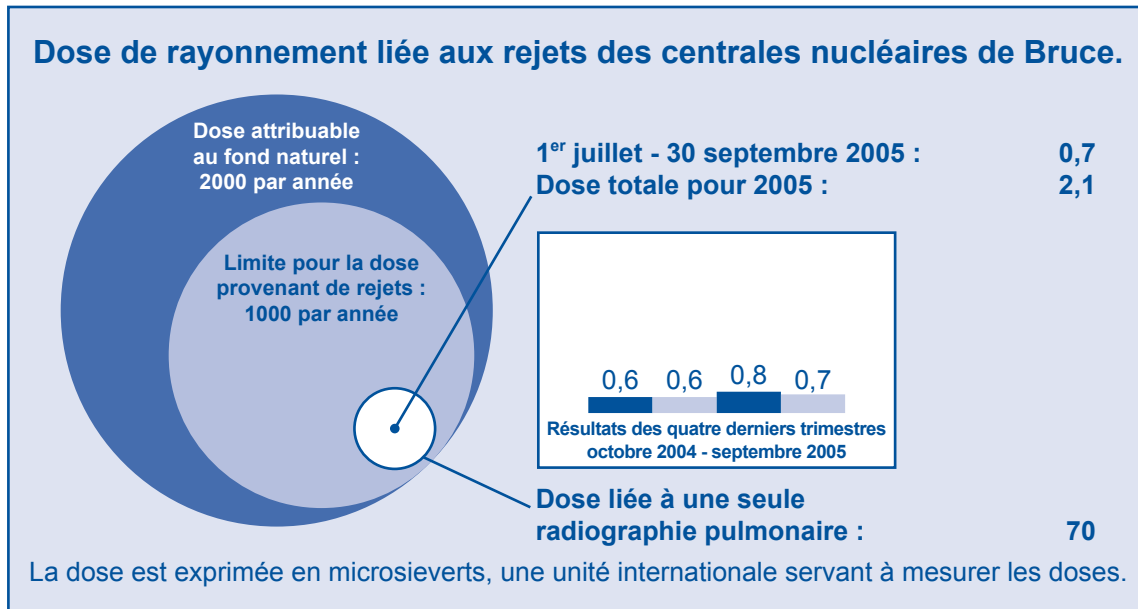 Dose de rayonnement liée aux rejets des centrales nucléaires de Bruce.
Dose attribuable
au fond naturel :
2000 par année
Limite pour la dose
provenant de rejets :
1000 par année
1er juillet - 30 septembre 2005 : 0,7
Dose totale pour 2005 : 2,1
0,6 0,6 0,8 0,7
Résultats des quatre derniers trimestres
octobre 2004 - septembre 2005
Dose liée à une seule
radiographie pulmonaire : 70
La dose est exprimée en microsieverts, une unité internationale servant à mesurer les doses.